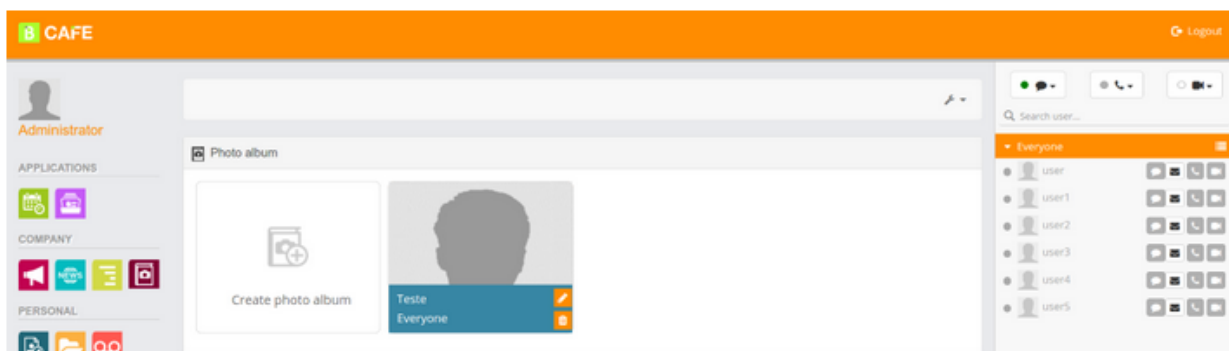 CAFE
Logout
Administrator
APPLICATIONS
COMPANY
NEWS
PERSONAL
Photo album
Create photo album
Teste
Everyone
Search user...
Everyone
user
user1
user2
user3
user4
user5